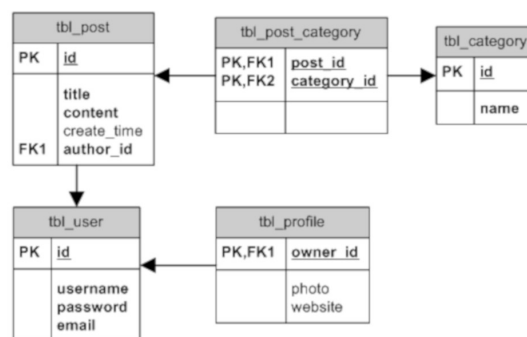 tbl_post
PK id
title
content
create_time
FK1 author_id
tbl_post_category
PK,FK1 post_id
PK,FK2 category_id
tbl_category
PK id
name
tbl_user
PK id
username
password
email
tbl_profile
PK,FK1 owner_id
photo
website